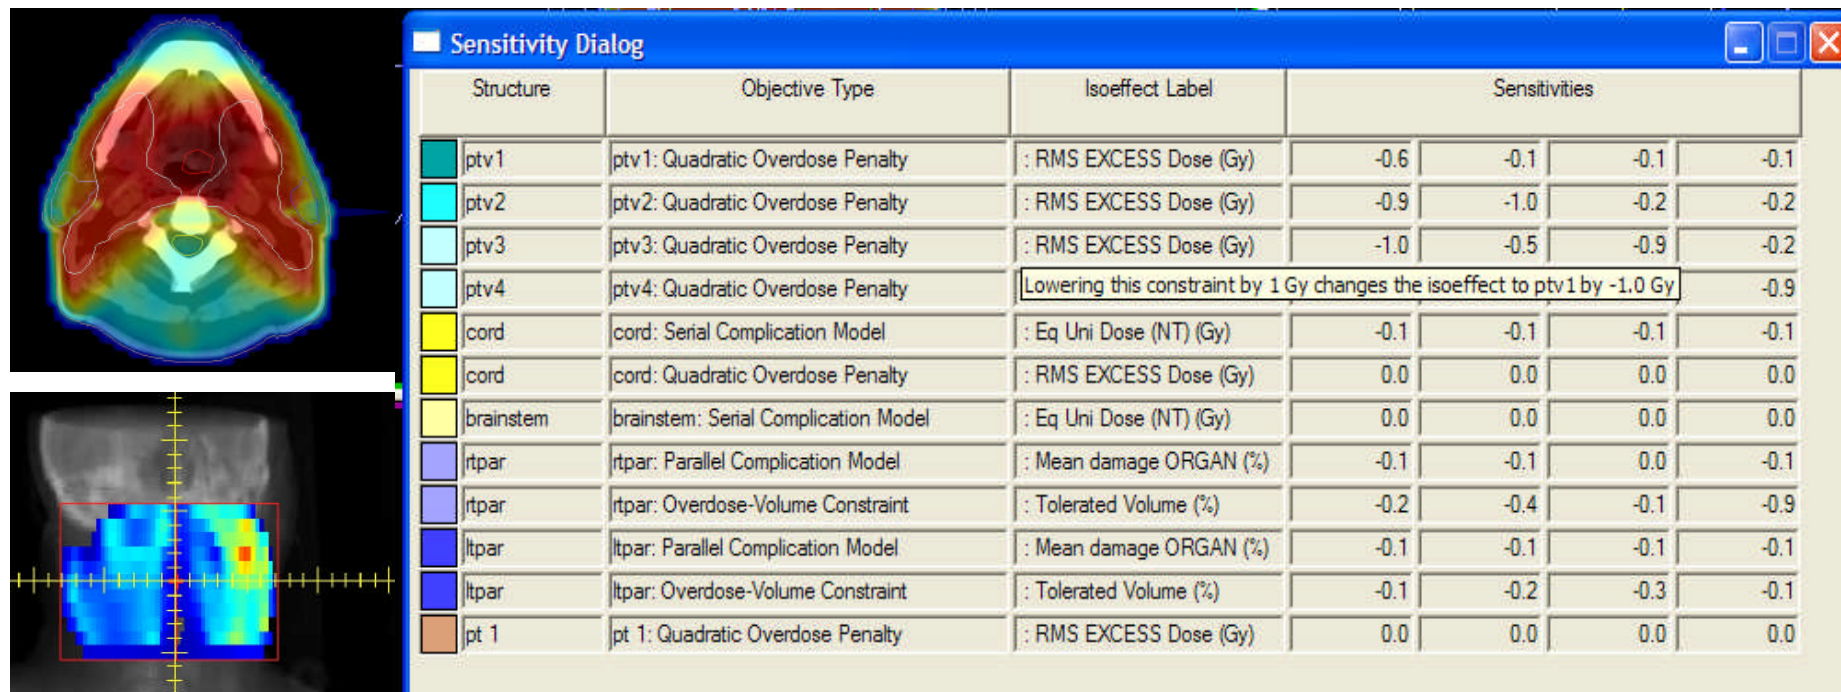 Sensitivity Dialog
Structure Objective Type Isoeffect Label Sensitivities
ptv1 ptv1: Quadratic Overdose Penalty : RMS EXCESS Dose (Gy) -0.6 -0.1 -0.1 -0.1
ptv2 ptv2: Quadratic Overdose Penalty : RMS EXCESS Dose (Gy) -0.9 -1.0 -0.2 -0.2
ptv3 ptv3: Quadratic Overdose Penalty : RMS EXCESS Dose (Gy) -1.0 -0.5 -0.9 -0.2
ptv4 ptv4: Quadratic Overdose Penalty Lowering this constraint by 1 Gy changes the isoeffect to ptv1 by -1.0 Gy -0.9
cord cord: Serial Complication Model : Eq Uni Dose (NT) (Gy) -0.1 -0.1 -0.1 -0.1
cord cord: Quadratic Overdose Penalty : RMS EXCESS Dose (Gy) 0.0 0.0 0.0 0.0
brainstem brainstem: Serial Complication Model : Eq Uni Dose (NT) (Gy) 0.0 0.0 0.0 0.0
rtpar rtpar: Parallel Complication Model : Mean damage ORGAN (%) -0.1 -0.1 0.0 -0.1
rtpar rtpar: Overdose-Volume Constraint : Tolerated Volume (%) -0.2 -0.4 -0.1 -0.9
ltpar ltpar: Parallel Complication Model : Mean damage ORGAN (%) -0.1 -0.1 -0.1 -0.1
ltpar ltpar: Overdose-Volume Constraint : Tolerated Volume (%) -0.1 -0.2 -0.3 -0.1
pt 1 pt 1: Quadratic Overdose Penalty : RMS EXCESS Dose (Gy) 0.0 0.0 0.0 0.0